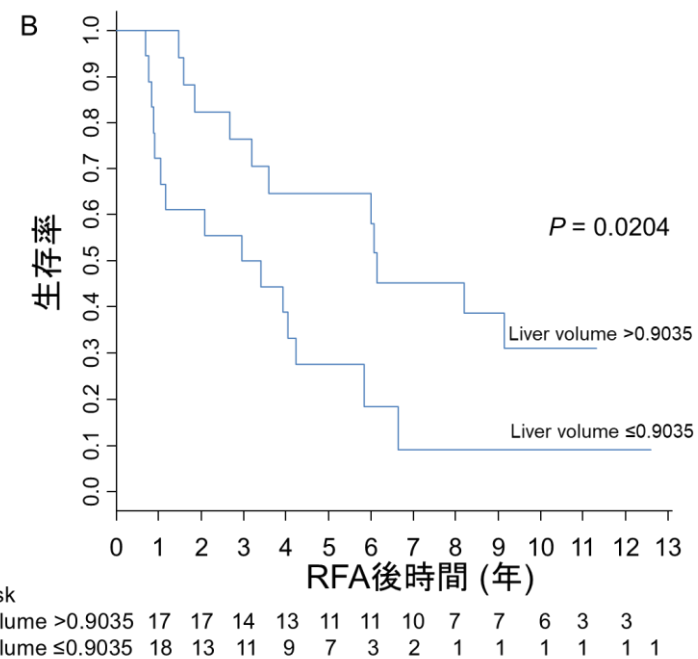 B
1.0
0.9
0.8
0.7
0.6
0.5
0.4
0.3
0.2
0.1
0.0
生存率
P = 0.0204
Liver volume >0.9035
Liver volume ≤0.9035
0 1 2 3 4 5 6 7 8 9 10 11 12 13
RFA後時間 (年)
sk
lume >0.9035 17 17 14 13 11 11 10 7 7 6 3 3
lume ≤0.9035 18 13 11 9 7 3 2 1 1 1 1 1 1